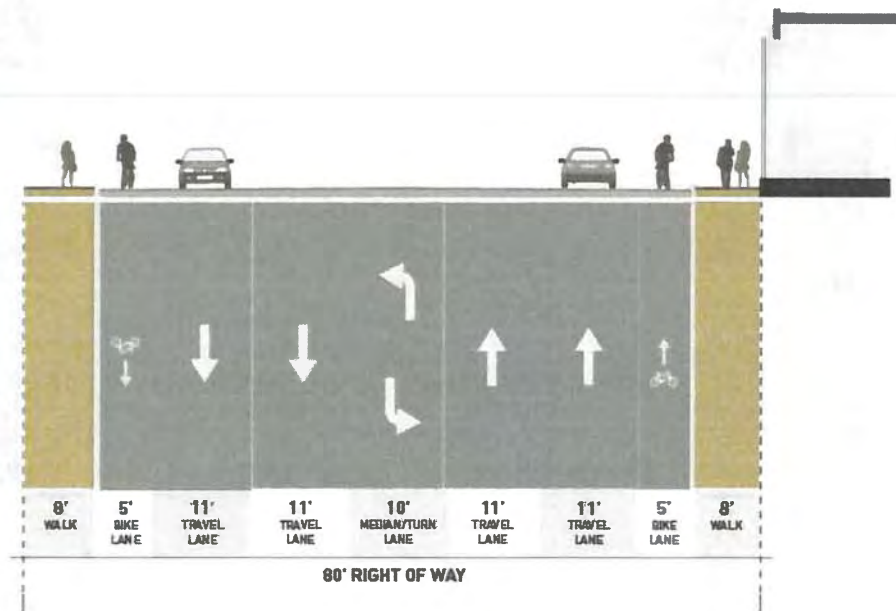 8'
WALK
5'
BIKE
LANE
11'
TRAVEL
LANE
11'
TRAVEL
LANE
10'
MEDIAN/TURN
LANE
11'
TRAVEL
LANE
11'
TRAVEL
LANE
5'
BIKE
LANE
8'
WALK
80' RIGHT OF WAY